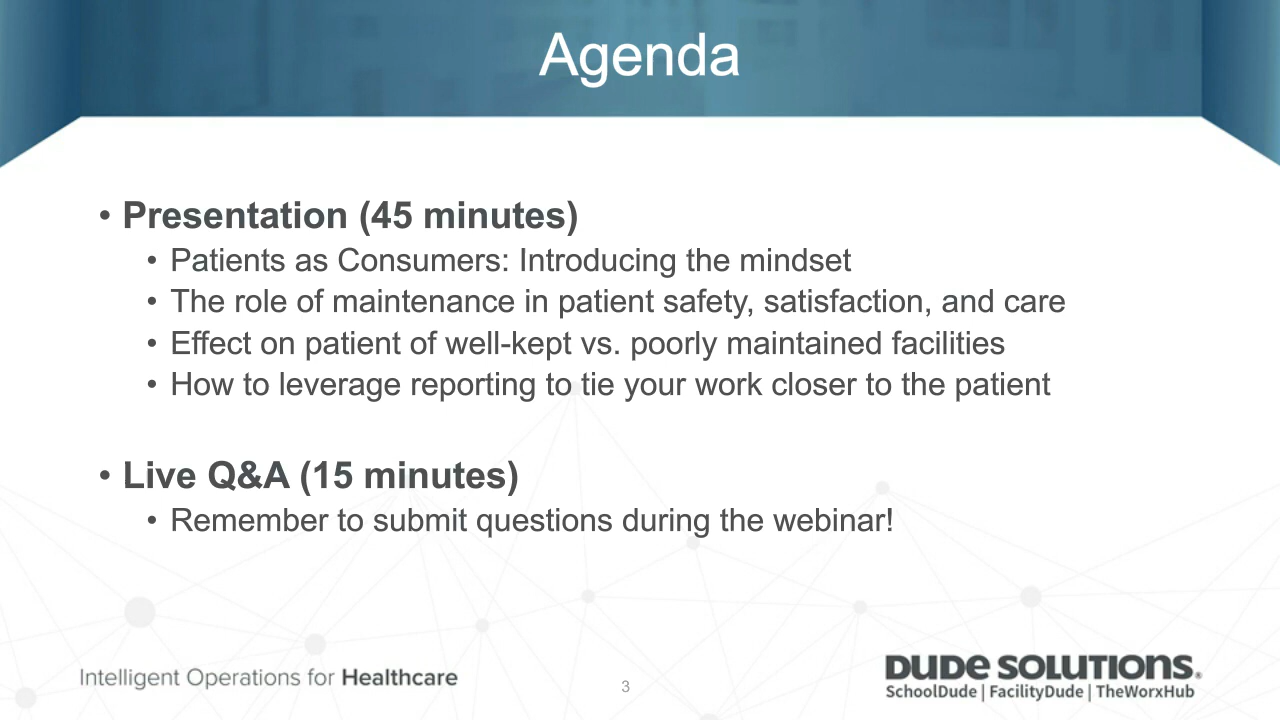 Agenda
• Presentation (45 minutes)
• Patients as Consumers: Introducing the mindset
• The role of maintenance in patient safety, satisfaction, and care
• Effect on patient of well-kept vs. poorly maintained facilities
• How to leverage reporting to tie your work closer to the patient
• Live Q&A (15 minutes)
• Remember to submit questions during the webinar!
Intelligent Operations for Healthcare
3
DUDE SOLUTIONS®
SchoolDude | FacilityDude | TheWorxHub